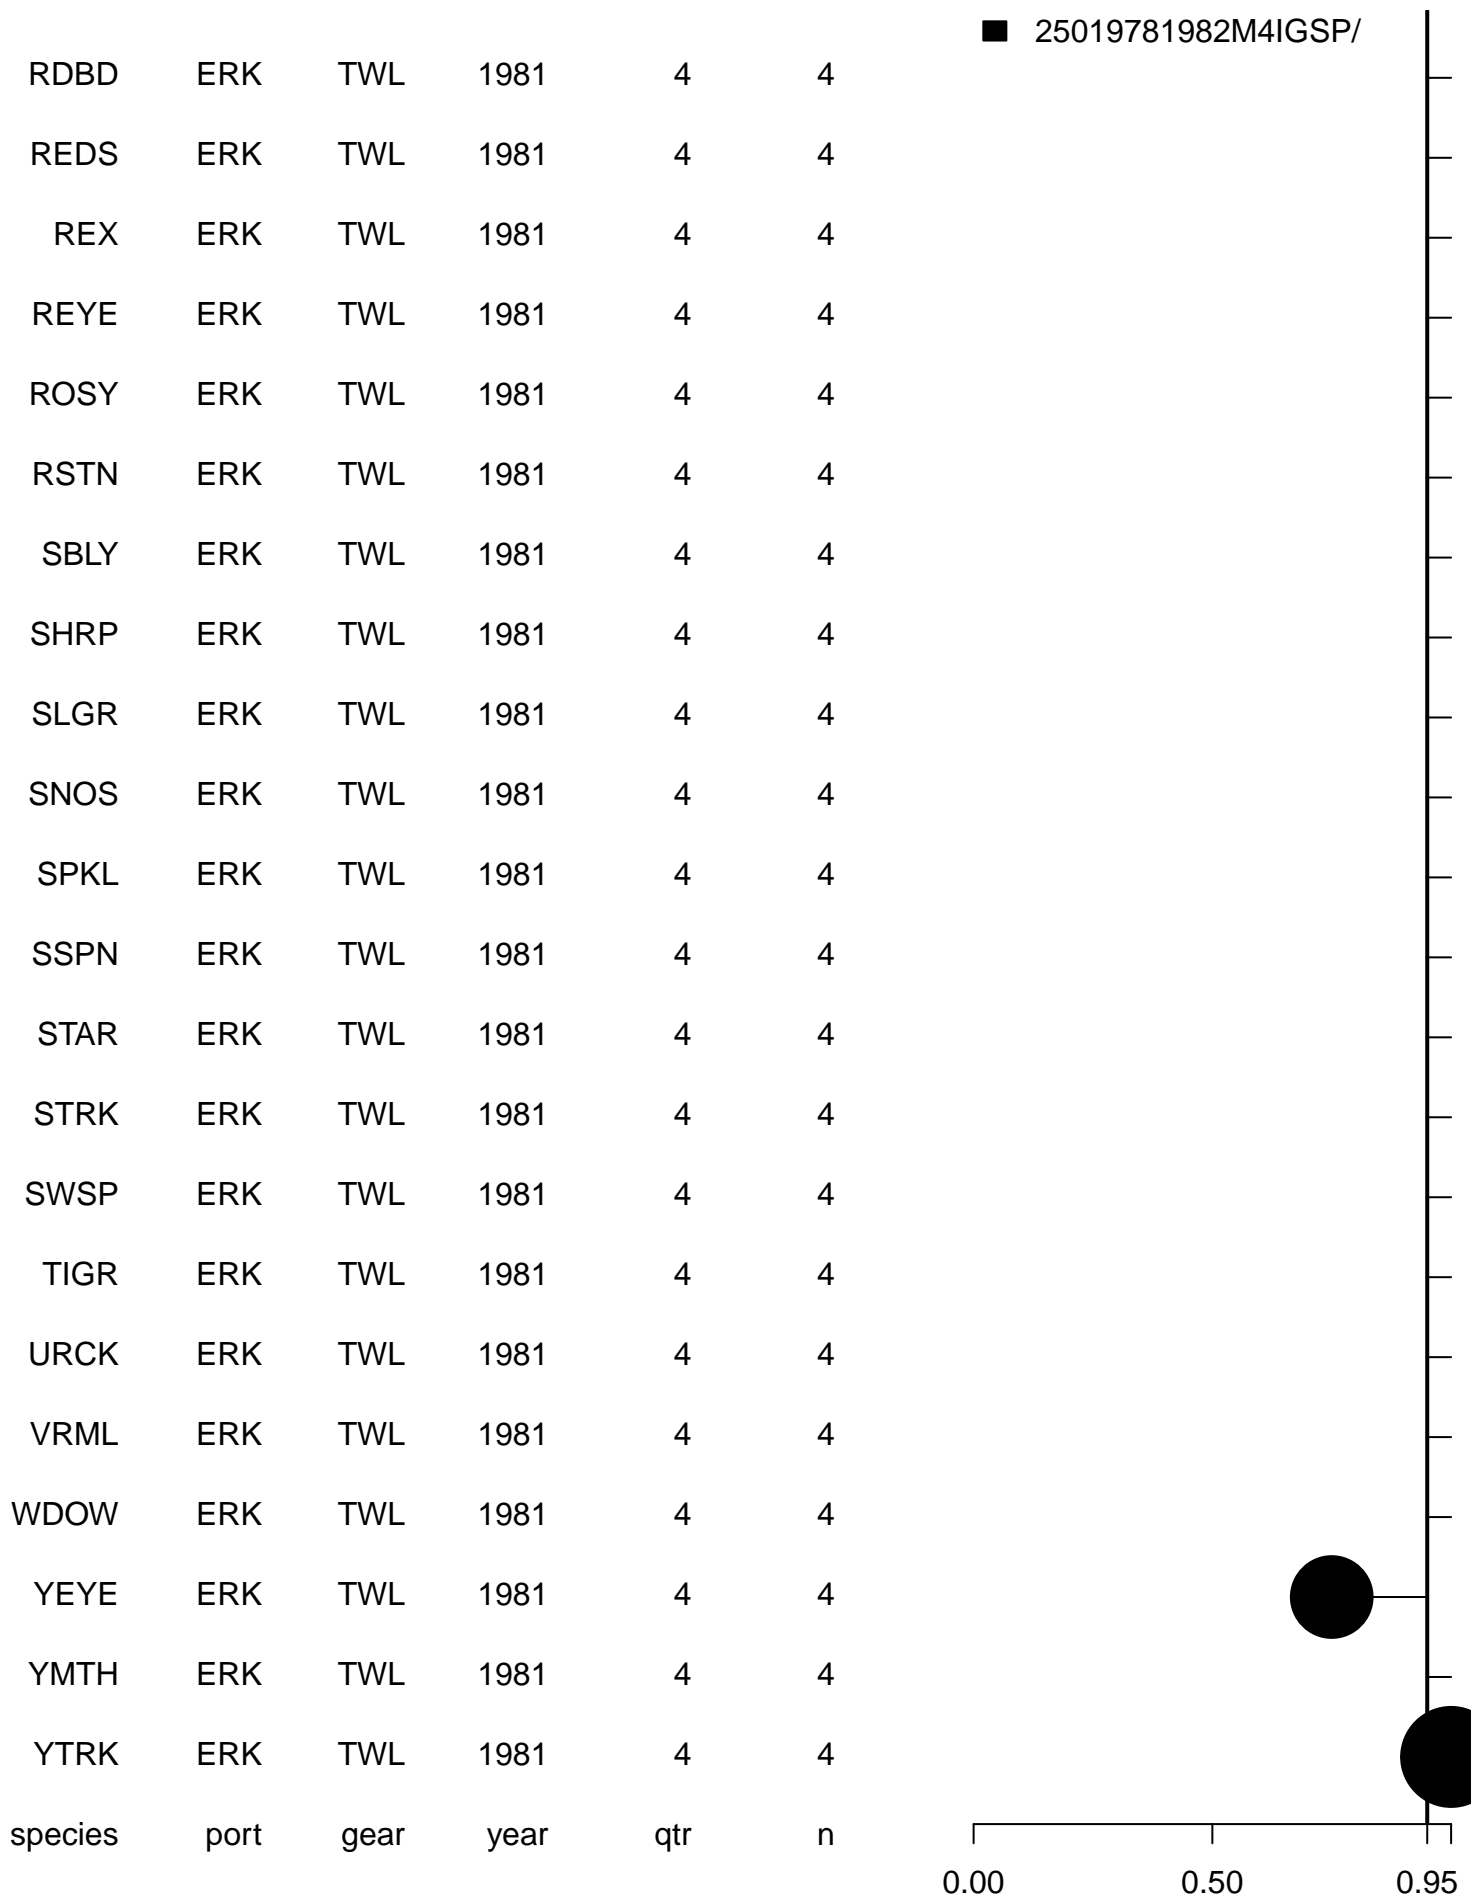 25019781982M4IGSP/
RDBD ERK TWL 1981 4 4
REDS ERK TWL 1981 4 4
REX ERK TWL 1981 4 4
REYE ERK TWL 1981 4 4
ROSY ERK TWL 1981 4 4
RSTN ERK TWL 1981 4 4
SBLY ERK TWL 1981 4 4
SHRP ERK TWL 1981 4 4
SLGR ERK TWL 1981 4 4
SNOS ERK TWL 1981 4 4
SPKL ERK TWL 1981 4 4
SSPN ERK TWL 1981 4 4
STAR ERK TWL 1981 4 4
STRK ERK TWL 1981 4 4
SWSP ERK TWL 1981 4 4
TIGR ERK TWL 1981 4 4
URCK ERK TWL 1981 4 4
VRML ERK TWL 1981 4 4
WDOW ERK TWL 1981 4 4
YEYE ERK TWL 1981 4 4
YMTH ERK TWL 1981 4 4
YTRK ERK TWL 1981 4 4
species port gear year qtr n
0.00 0.50 0.95